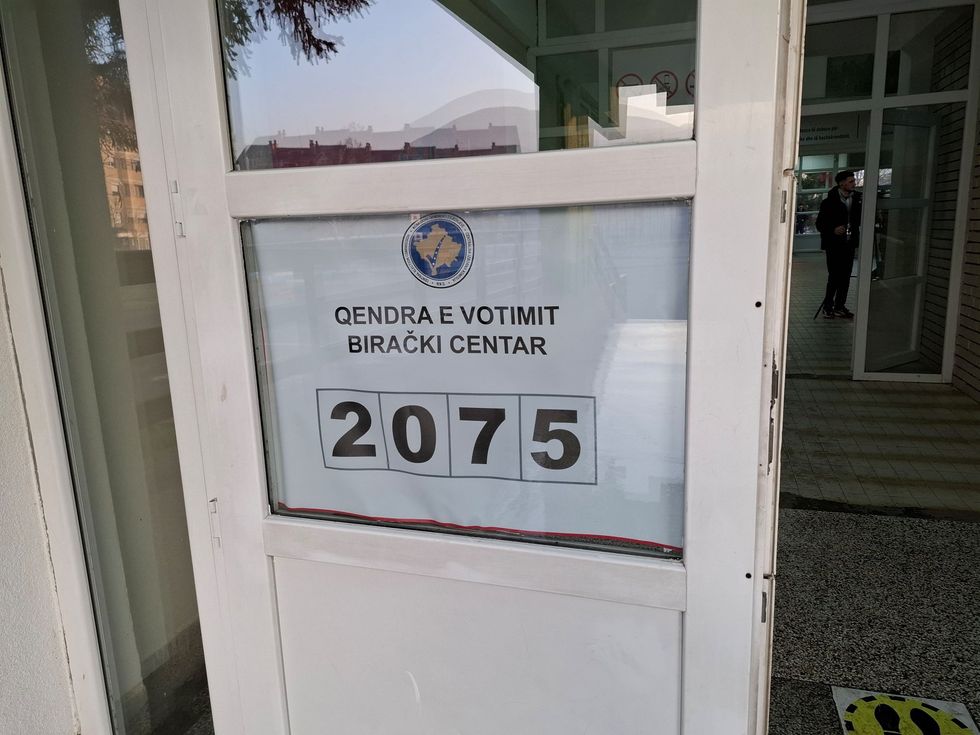 QENDRA E VOTIMIT
BIRAČKI CENTAR
2075